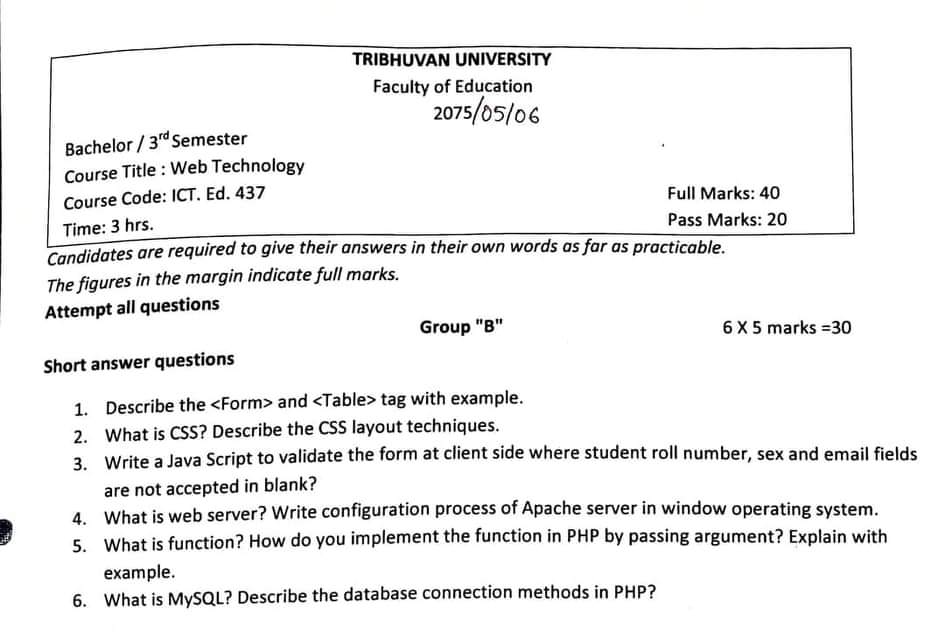 TRIBHUVAN UNIVERSITY
Faculty of Education
2075/05/06
Bachelor / 3rd Semester
Course Title : Web Technology
Course Code: ICT. Ed. 437
Full Marks: 40
Time: 3 hrs.
Pass Marks: 20
Candidates are required to give their answers in their own words as far as practicable.
The figures in the margin indicate full marks.
Attempt all questions
Group "B"
6 X 5 marks =30
Short answer questions
1. Describe the <Form> and <Table> tag with example.
2. What is CSS? Describe the CSS layout techniques.
3. Write a Java Script to validate the form at client side where student roll number, sex and email fields
are not accepted in blank?
4. What is web server? Write configuration process of Apache server in window operating system.
5. What is function? How do you implement the function in PHP by passing argument? Explain with
example.
6. What is MySQL? Describe the database connection methods in PHP?